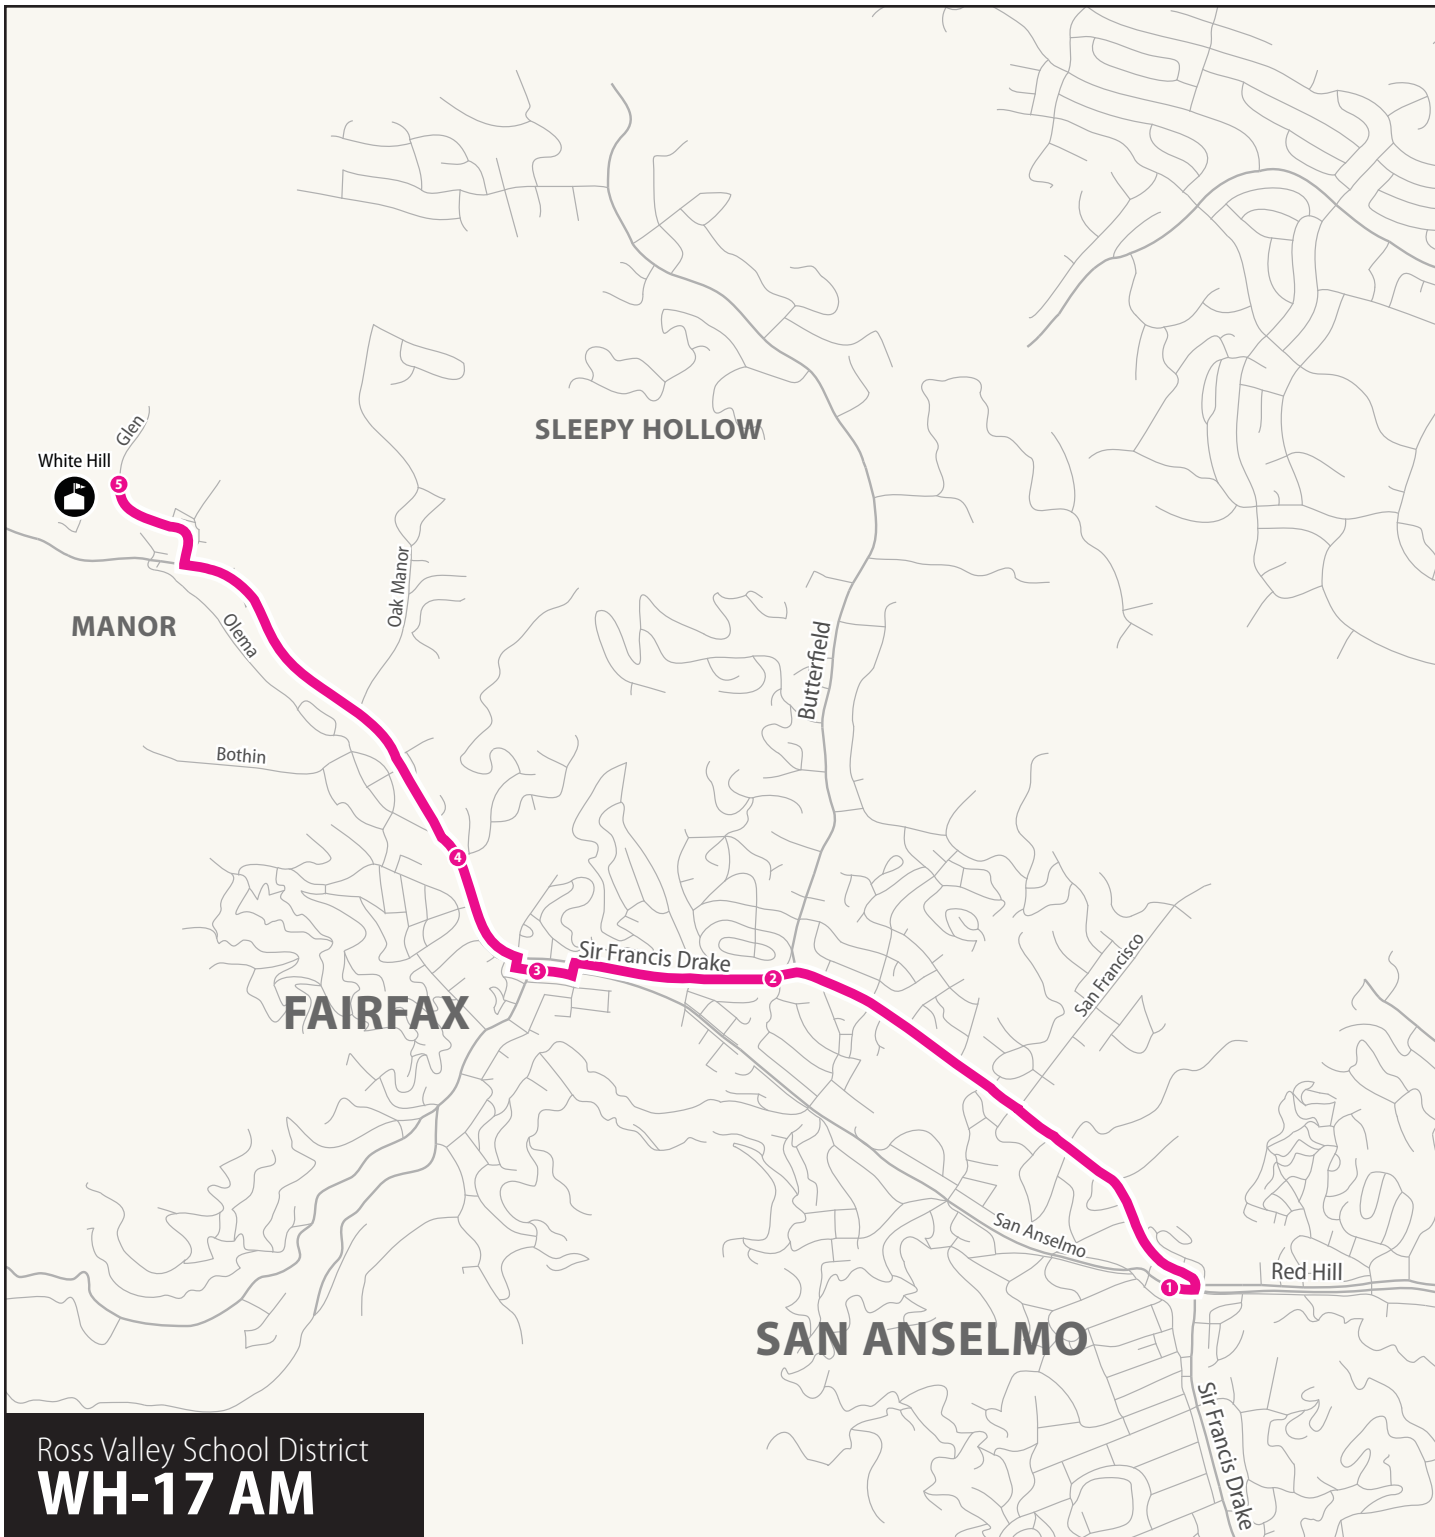 SLEEPY HOLLOW
Glen
White Hill
5
Oak Manor
MANOR
Olema
Butterfield
Bothin
4
Sir Francis Drake
3
2
San Francisco
FAIRFAX
San Anselmo
Red Hill
1
SAN ANSELMO
Sir Francis Drake
Ross Valley School District
WH-17 AM